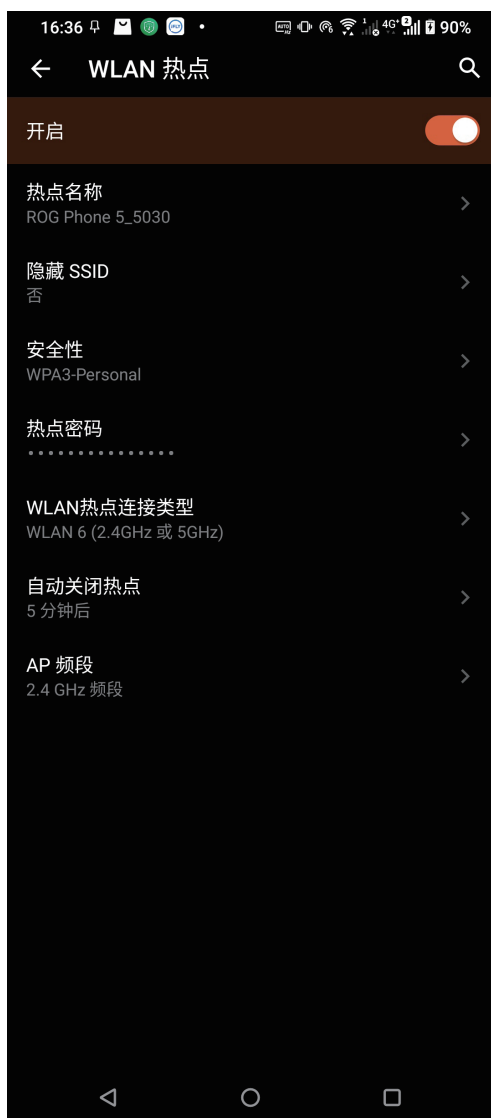 16:36
4G+
90%
WLAN 热点
开启
热点名称
ROG Phone 5_5030
隐藏 SSID
否
安全性
WPA3-Personal
热点密码
•••••••••••••••
WLAN热点连接类型
WLAN 6 (2.4GHz 或 5GHz)
自动关闭热点
5 分钟后
AP 频段
2.4 GHz 频段